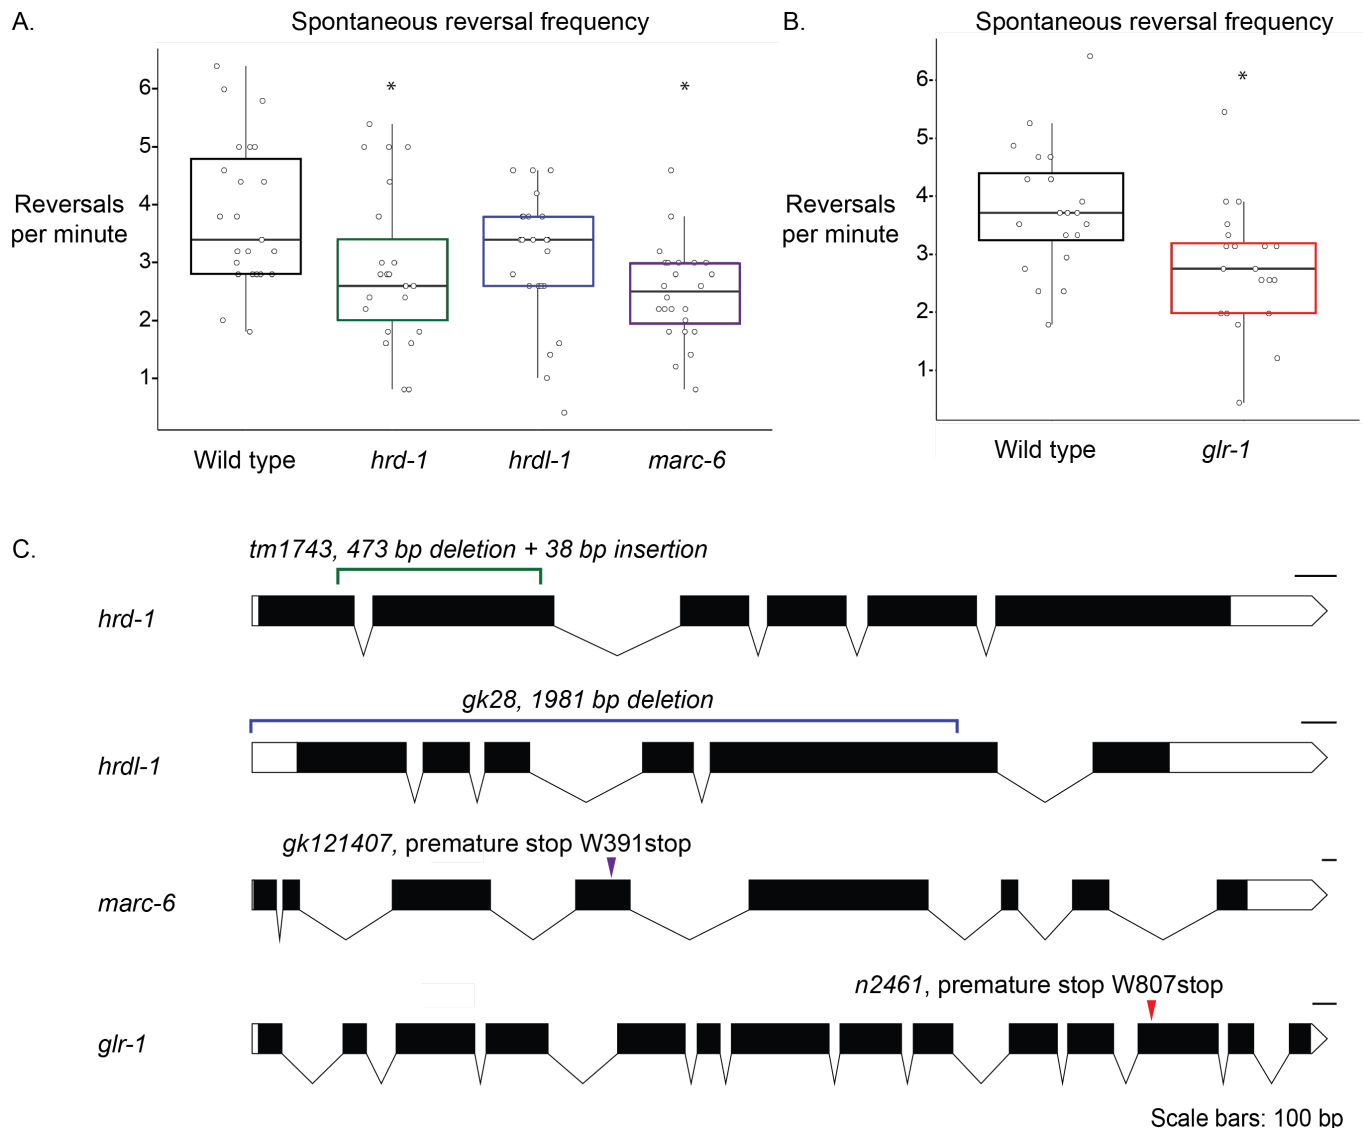 A.
Spontaneous reversal frequency
6
5
4
3
2
1
Reversals
per minute
*
*
Wild type
hrd-1
hrdl-1
marc-6
B.
Spontaneous reversal frequency
6
5
4
3
2
1
Reversals
per minute
*
Wild type
glr-1
C.
tm1743, 473 bp deletion + 38 bp insertion
hrd-1
gk28, 1981 bp deletion
hrdl-1
gk121407, premature stop W391stop
marc-6
n2461, premature stop W807stop
glr-1
Scale bars: 100 bp